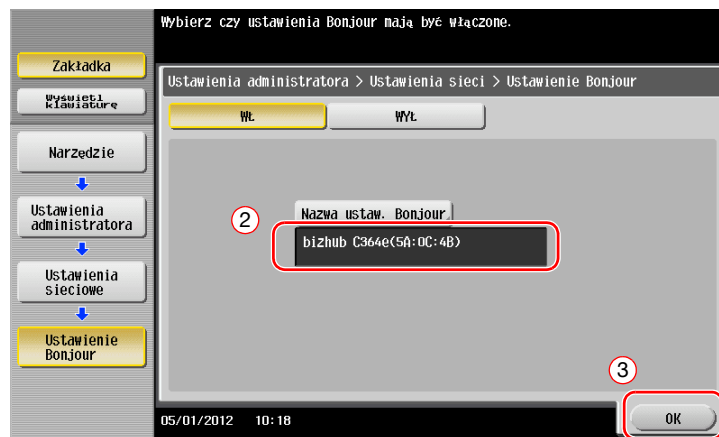 Wybierz czy ustawienia Bonjour mają być włączone.
Zakładka
Wyświetl
klawiaturę
Ustawienia administratora > Ustawienia sieci > Ustawienie Bonjour
WŁ
WYŁ
Narzędzie
Ustawienia
administratora
Ustawienia
sieciowe
Ustawienie
Bonjour
2
Nazwa ustaw. Bonjour
bizhub C364e(5A:0C:4B)
3
05/01/2012 10:18
OK